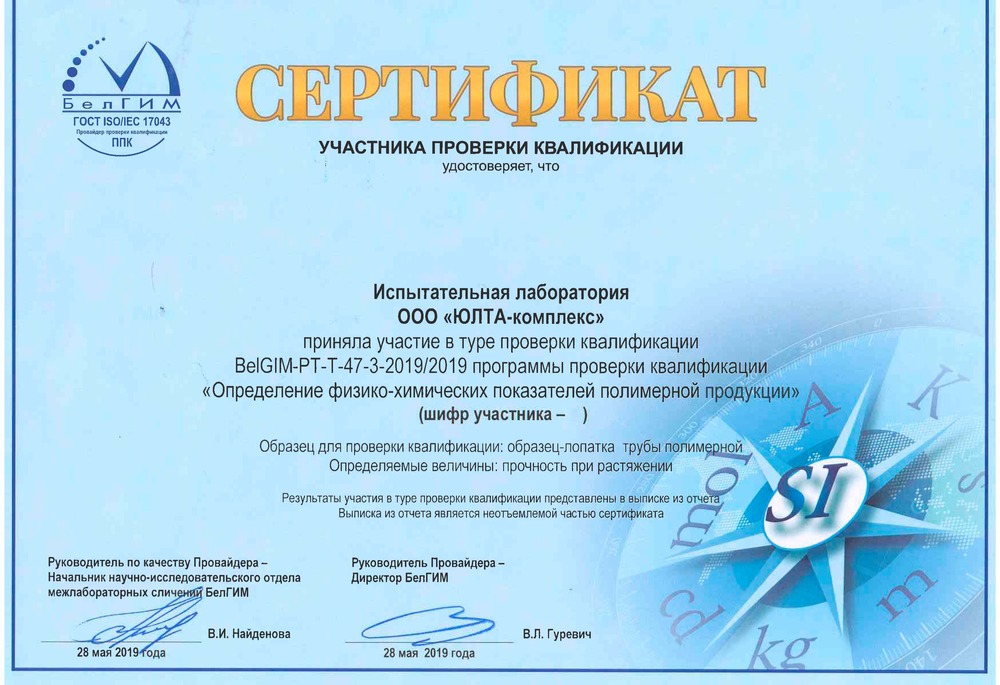 БелГИМ
ГОСТ ISO/IEC 17043
Провайдер проверки квалификации
ППК
СЕРТИФИКАТ
УЧАСТНИКА ПРОВЕРКИ КВАЛИФИКАЦИИ
удостоверяет, что
Испытательная лаборатория
ООО «ЮЛТА-комплекс»
приняла участие в туре проверки квалификации
BelGIM-PT-T-47-3-2019/2019 программы проверки квалификации
«Определение физико-химических показателей полимерной продукции»
(шифр участника – )
Образец для проверки квалификации: образец-лопатка трубы полимерной
Определяемые величины: прочность при растяжении
Результаты участия в туре проверки квалификации представлены в выписке из отчета
Выписка из отчета является неотъемлемой частью сертификата
Руководитель по качеству Провайдера –
Начальник научно-исследовательского отдела
межлабораторных сличений БелГИМ
В.И. Найденова
28 мая 2019 года
Руководитель Провайдера –
Директор БелГИМ
В.Л. Гуревич
28 мая 2019 года
340
300
A
K
mol
SI
s
cd
kg
m